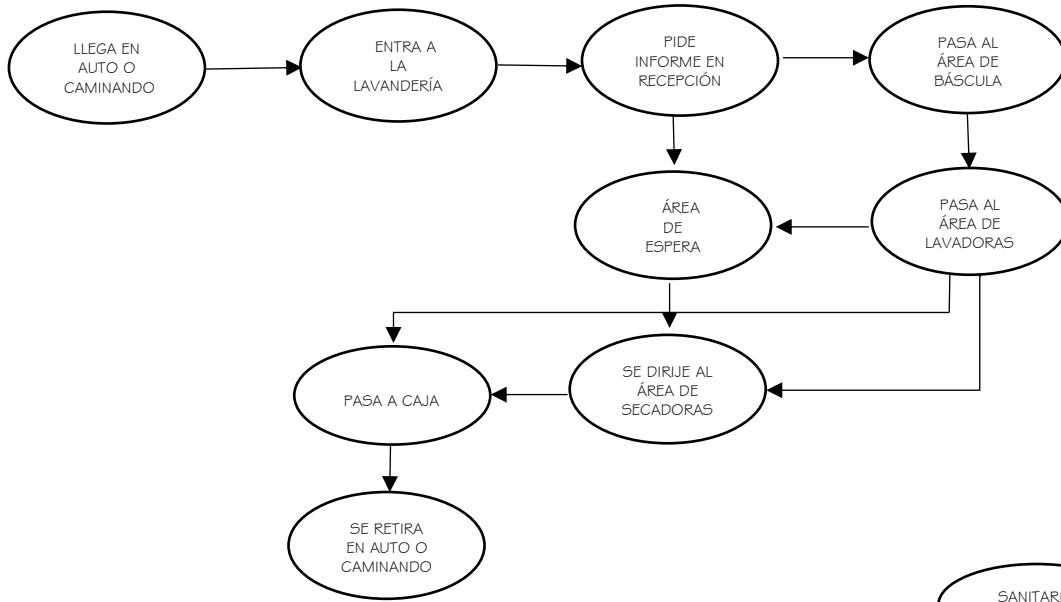 LLEGA EN
AUTO O
CAMINANDO
ENTRA A
LA
LAVANDERÍA
PIDE
INFORME EN
RECEPCIÓN
PASA AL
ÁREA DE
BÁSCULA
ÁREA
DE
ESPERA
PASA AL
ÁREA DE
LAVADORAS
PASA A CAJA
SE DIRIJE AL
ÁREA DE
SECADORAS
SE RETIRA
EN AUTO O
CAMINANDO